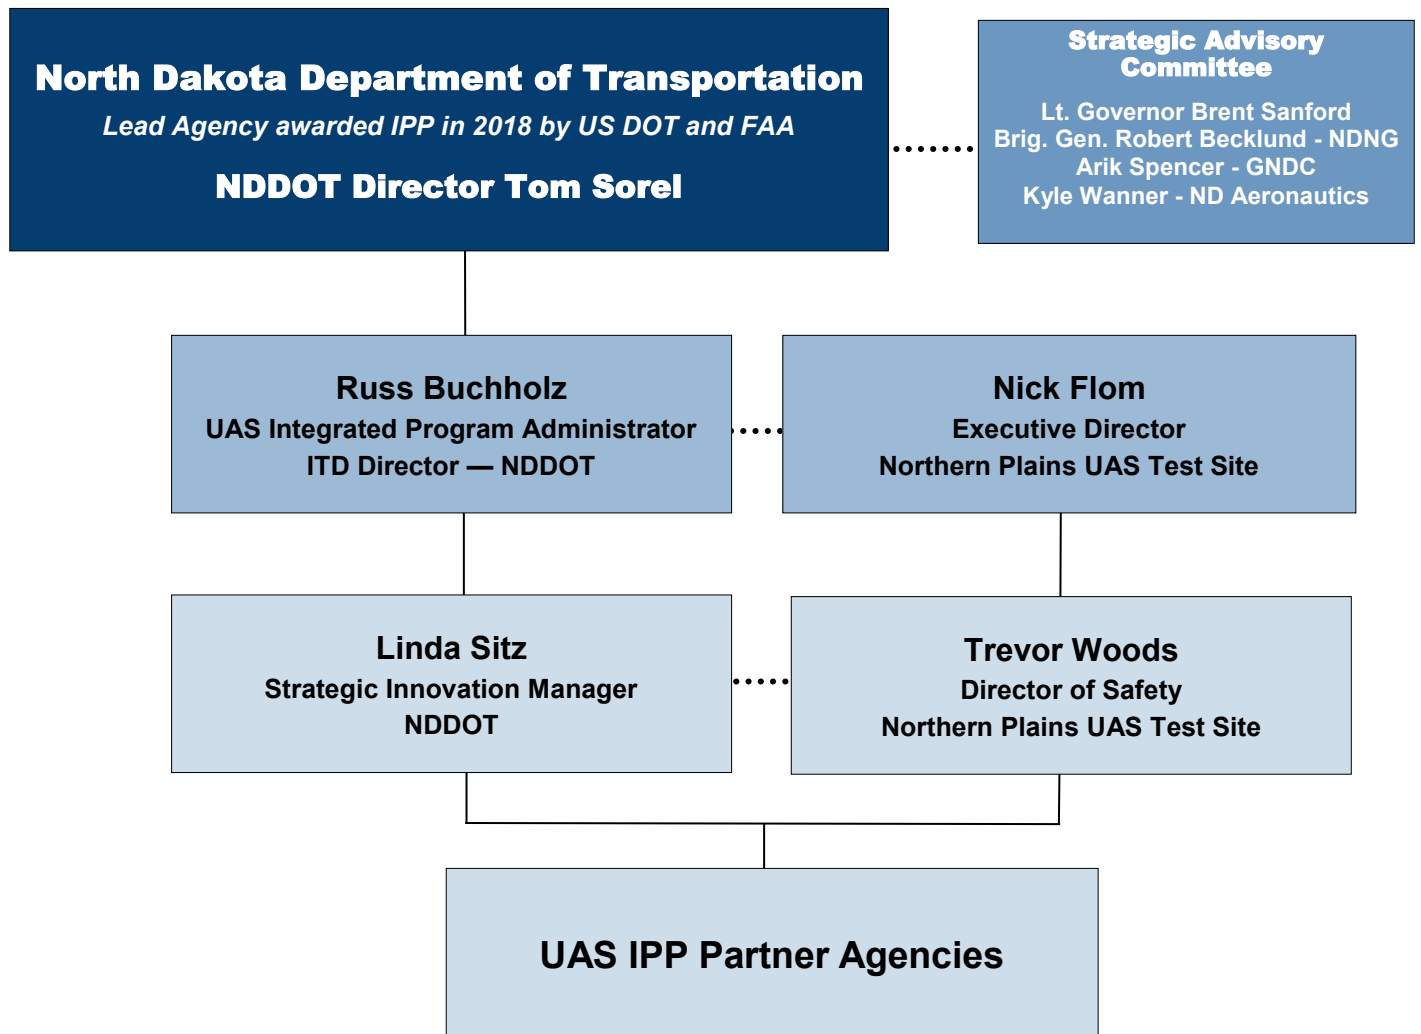 North Dakota Department of Transportation
Lead Agency awarded IPP in 2018 by US DOT and FAA
NDDOT Director Tom Sorel
Strategic Advisory
Committee
Lt. Governor Brent Sanford
Brig. Gen. Robert Becklund - NDNG
Arik Spencer - GNDC
Kyle Wanner - ND Aeronautics
Russ Buchholz
UAS Integrated Program Administrator
ITD Director — NDDOT
Nick Flom
Executive Director
Northern Plains UAS Test Site
Linda Sitz
Strategic Innovation Manager
NDDOT
Trevor Woods
Director of Safety
Northern Plains UAS Test Site
UAS IPP Partner Agencies